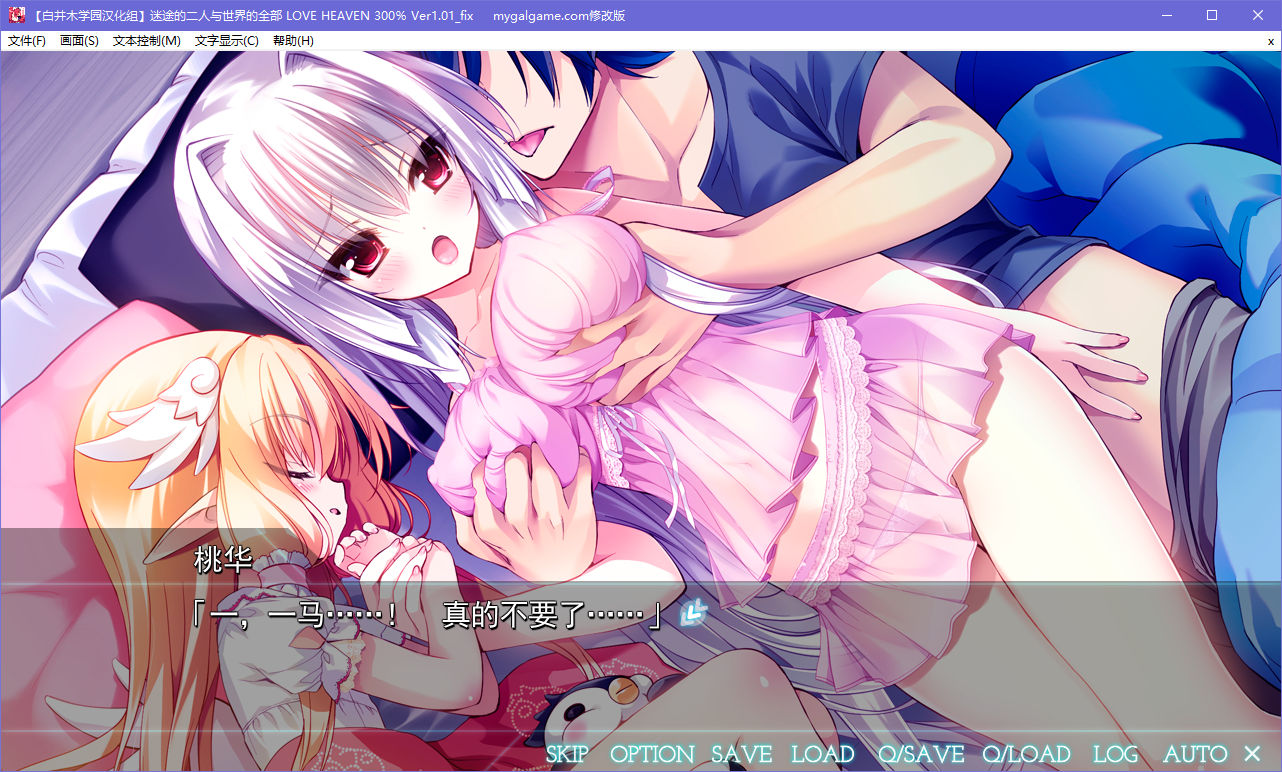 【白井木学园汉化组】迷途的二人与世界的全部 LOVE HEAVEN 300% Ver1.01_fix mygalgame.com修改版
文件(F) 画面(S) 文本控制(M) 文字显示(C) 帮助(H) x
桃华
「一，一马……！ 真的不要了……」
SKIP OPTION SAVE LOAD Q/SAVE Q/LOAD LOG AUTO